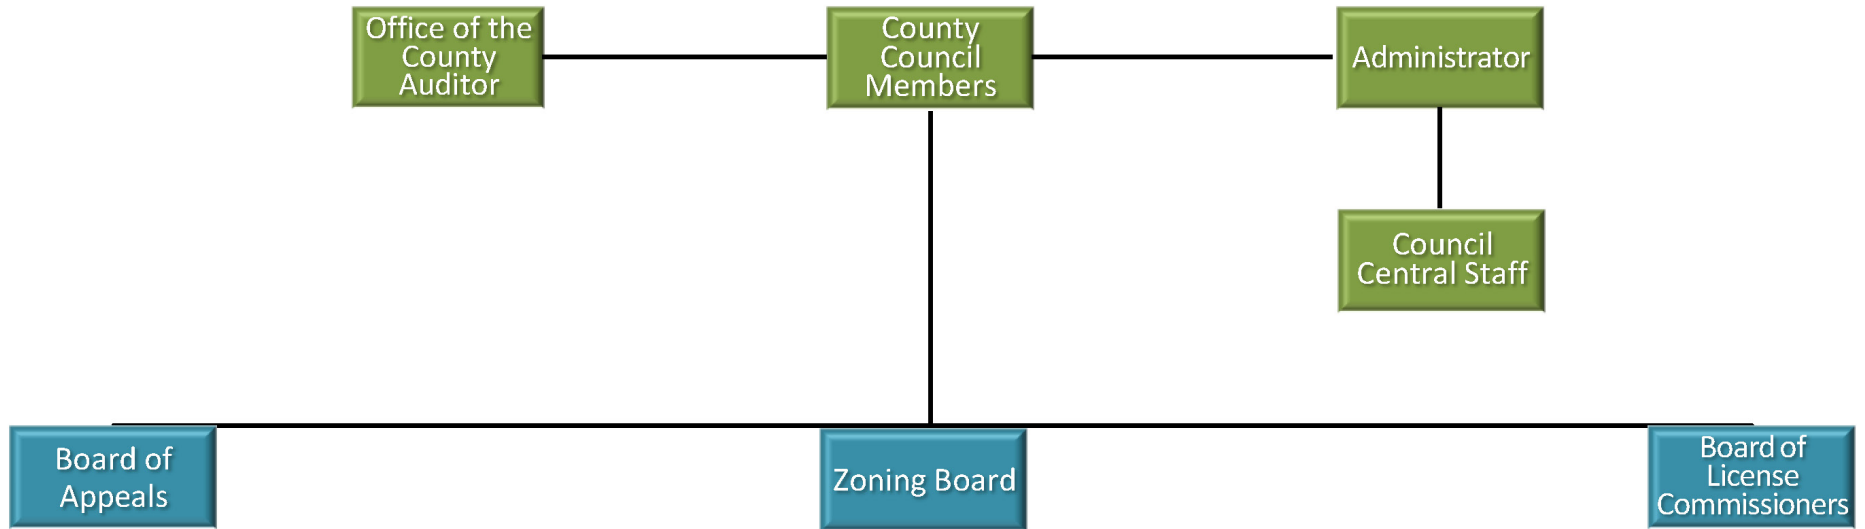 Office of the
County
Auditor
County
Council
Members
Administrator
Council
Central Staff
Board of
Appeals
Zoning Board
Board of
License
Commissioners